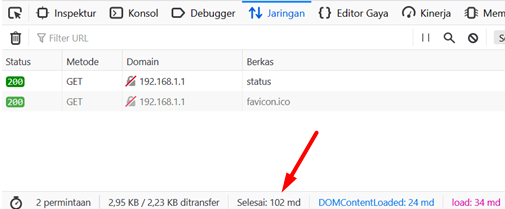 Inspektur Konsol Debugger Jaringan Editor Gaya Kinerja Mem
Filter URL
Status Metode Domain Berkas
200 GET 192.168.1.1 status
200 GET 192.168.1.1 favicon.ico
2 permintaan 2,95 KB / 2,23 KB ditransfer Selesai: 102 md DOMContentLoaded: 24 md load: 34 md